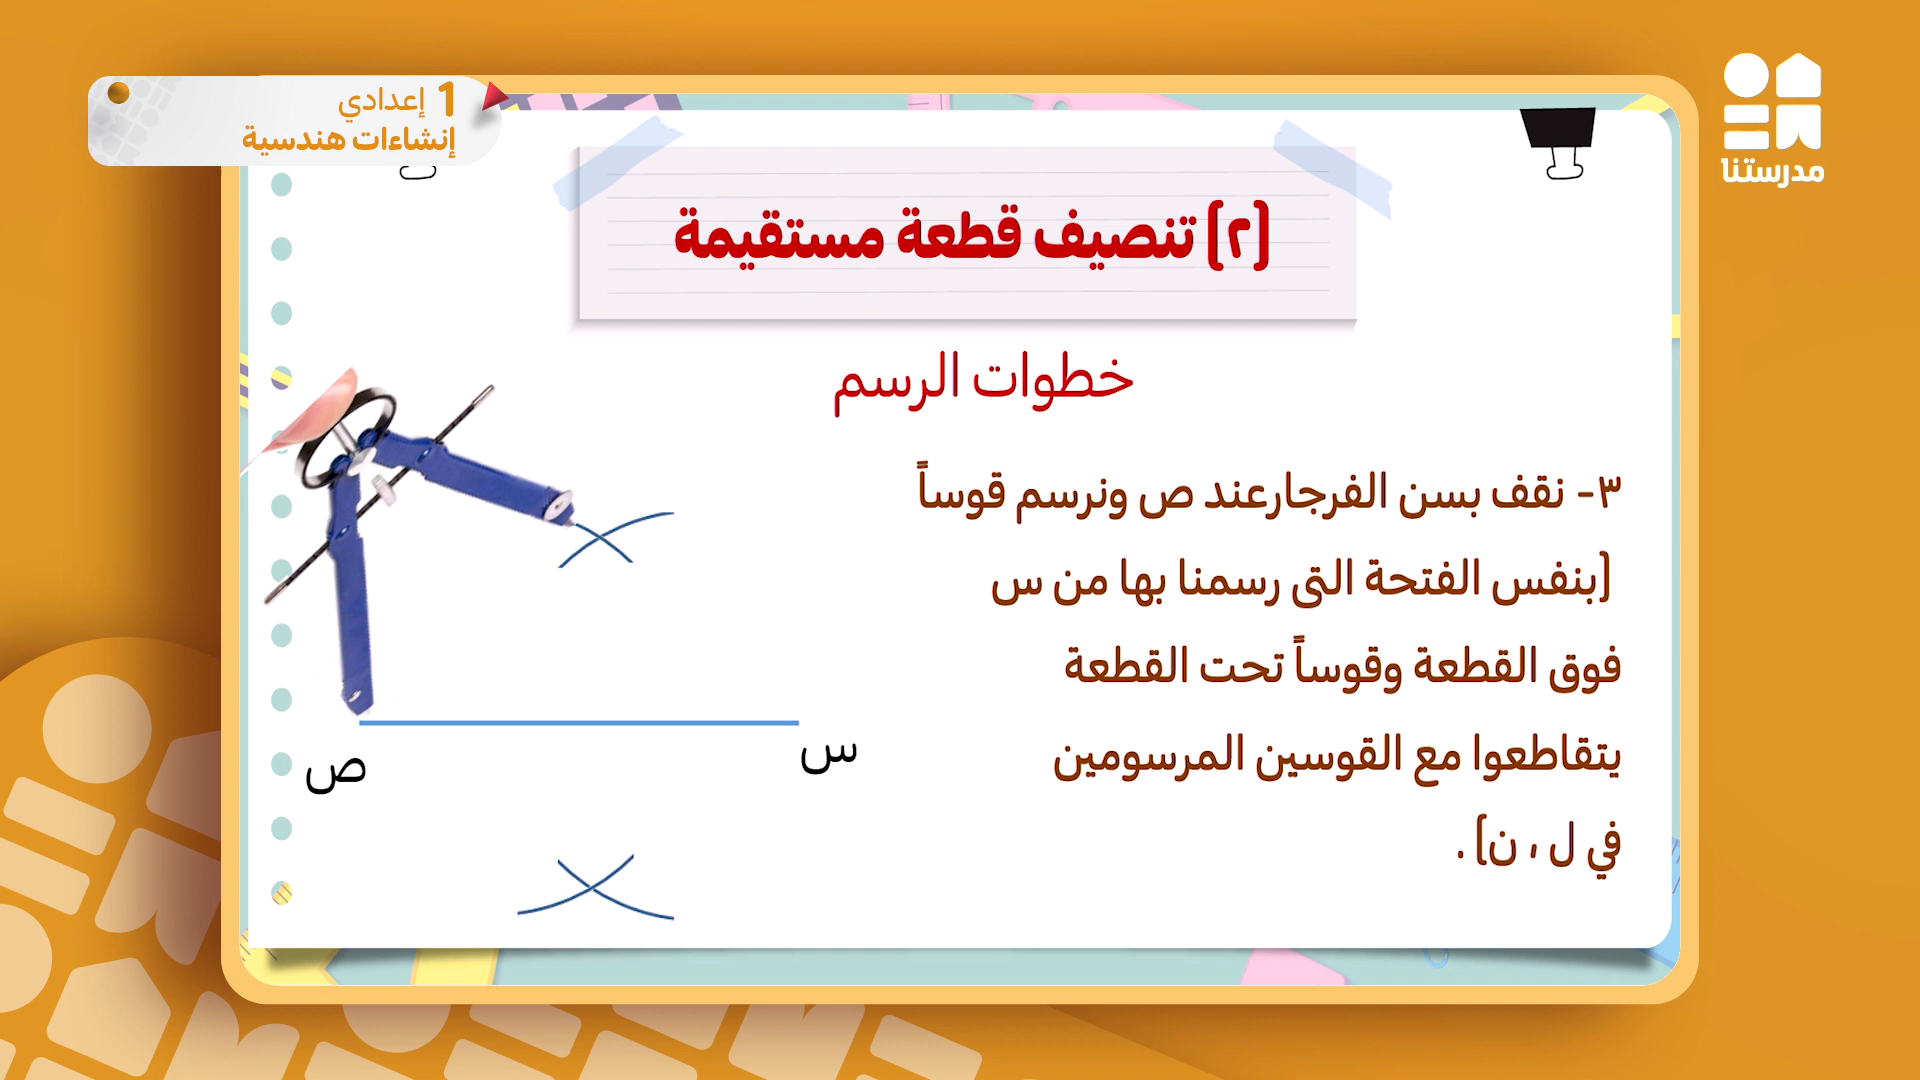 1 إعدادي
إنشاءات هندسية
مدرستنا
(٢) تنصيف قطعة مستقيمة
خطوات الرسم
٣- نقف بسن الفرجارعند ص ونرسم قوساً
(بنفس الفتحة التى رسمنا بها من س
فوق القطعة وقوساً تحت القطعة
يتقاطعوا مع القوسين المرسومين
في ل ، ن) .
س
ص